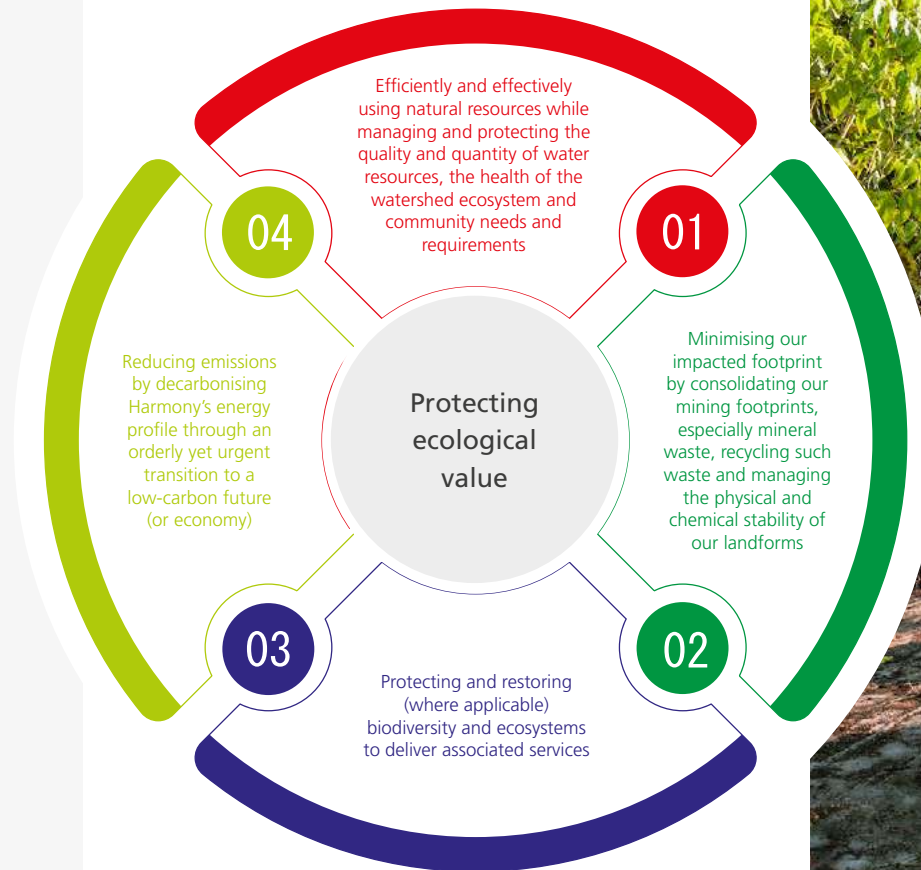 Efficiently and effectively
using natural resources while
managing and protecting the
quality and quantity of water
resources, the health of the
watershed ecosystem and
community needs and
requirements
01
Minimising our
impacted footprint
by consolidating our
mining footprints,
especially mineral
waste, recycling such
waste and managing
the physical and
chemical stability of
our landforms
02
Protecting and restoring
(where applicable)
biodiversity and ecosystems
to deliver associated services
03
Reducing emissions
by decarbonising
Harmony's energy
profile through an
orderly yet urgent
transition to a
low-carbon future
(or economy)
04
Protecting
ecological
value